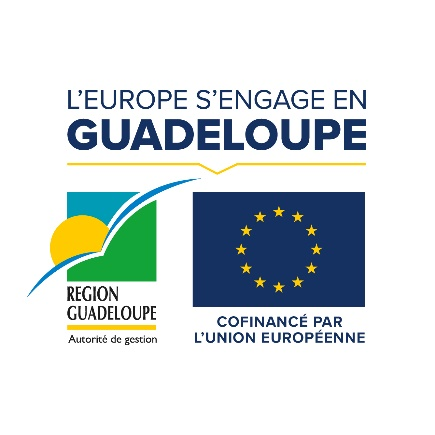 L'EUROPE S'ENGAGE EN
GUADELOUPE
REGION
GUADELOUPE
Autorité de gestion
COFINANCÉ PAR
L'UNION EUROPÉENNE